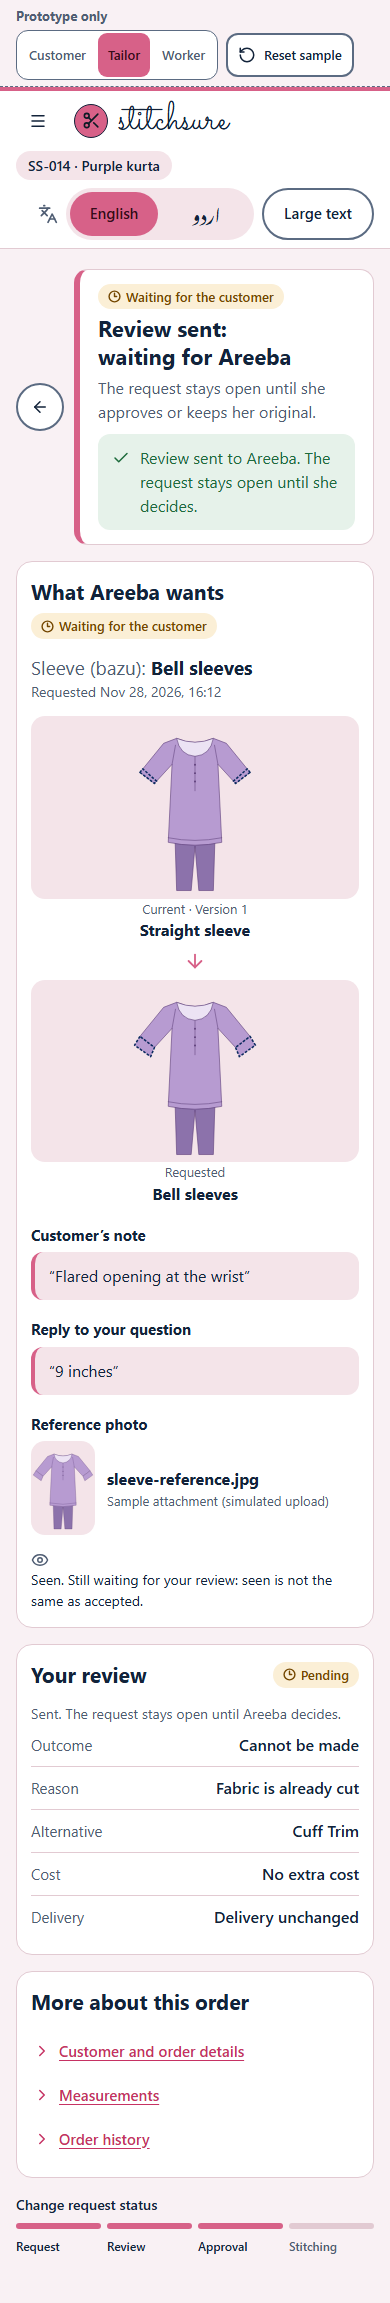 Prototype only
Customer
Tailor
Worker
Reset sample
stitchsure
SS-014 · Purple kurta
English
اردو
Large text
Waiting for the customer
Review sent:
waiting for Areeba
The request stays open until she
approves or keeps her original.
Review sent to Areeba. The
request stays open until she
decides.
What Areeba wants
Waiting for the customer
Sleeve (bazu): Bell sleeves
Requested Nov 28, 2026, 16:12
Current · Version 1
Straight sleeve
Requested
Bell sleeves
Customer’s note
“Flared opening at the wrist”
Reply to your question
“9 inches”
Reference photo
sleeve-reference.jpg
Sample attachment (simulated upload)
Seen. Still waiting for your review: seen is not the
same as accepted.
Your review
Pending
Sent. The request stays open until Areeba decides.
Outcome
Cannot be made
Reason
Fabric is already cut
Alternative
Cuff Trim
Cost
No extra cost
Delivery
Delivery unchanged
More about this order
Customer and order details
Measurements
Order history
Change request status
Request
Review
Approval
Stitching